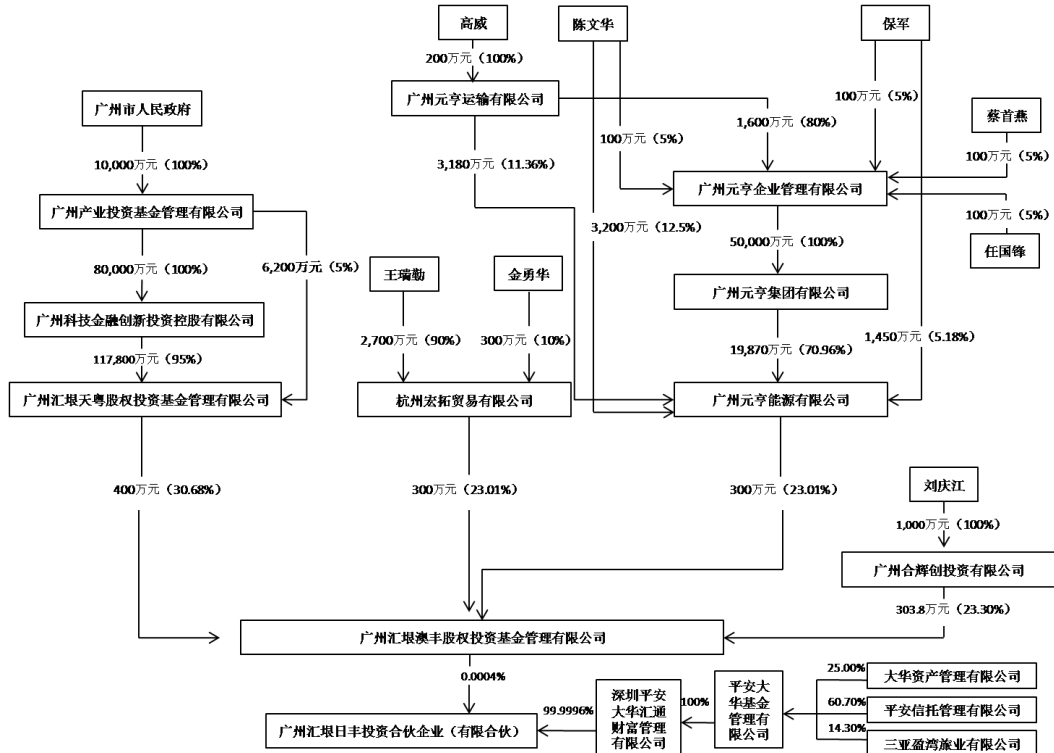 高威
陈文华
保军
200万元（100%）
广州元亨运输有限公司
广州市人民政府
100万元（5%）
1,600万元（80%）
100万元（5%）
蔡首燕
10,000万元（100%）
3,180万元（11.36%）
100万元（5%）
广州元亨企业管理有限公司
广州产业投资基金管理有限公司
100万元（5%）
3,200万元（12.5%）
50,000万元（100%）
任国锋
80,000万元（100%）
6,200万元（5%）
王瑞勤
金勇华
广州元亨集团有限公司
广州科技金融创新投资控股有限公司
2,700万元（90%）
300万元（10%）
19,870万元（70.96%）
1,450万元（5.18%）
117,800万元（95%）
广州汇垠天粤股权投资基金管理有限公司
杭州宏拓贸易有限公司
广州元亨能源有限公司
400万元（30.68%）
300万元（23.01%）
300万元（23.01%）
刘庆江
1,000万元（100%）
广州合辉创投资有限公司
303.8万元（23.30%）
广州汇垠澳丰股权投资基金管理有限公司
0.0004%
25.00%
大华资产管理有限公司
深圳平安
大华汇通
财富管理
有限公司
平安大
华基金
管理有
限公司
100%
60.70%
平安信托管理有限公司
99.9996%
广州汇垠日丰投资合伙企业（有限合伙）
14.30%
三亚盈湾旅业有限公司